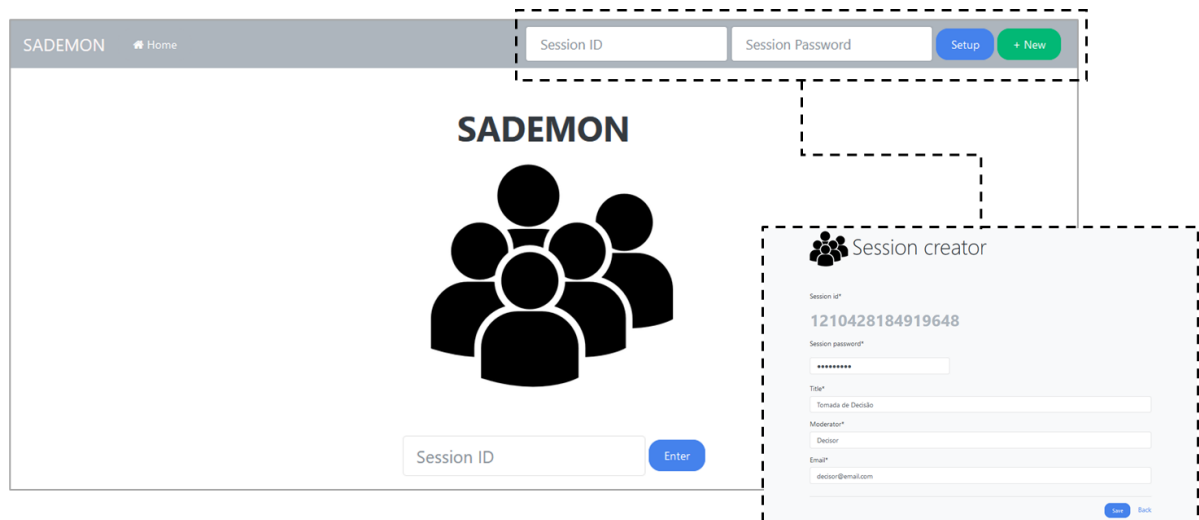 SADEMON Home Session ID Session Password Setup + New
SADEMON
Session ID Enter
Session creator
Session id*
1210428184919648
Session password*
•••••••••
Title*
Tomada de Decisão
Moderator*
Decisor
Email*
decisor@email.com
Save Back